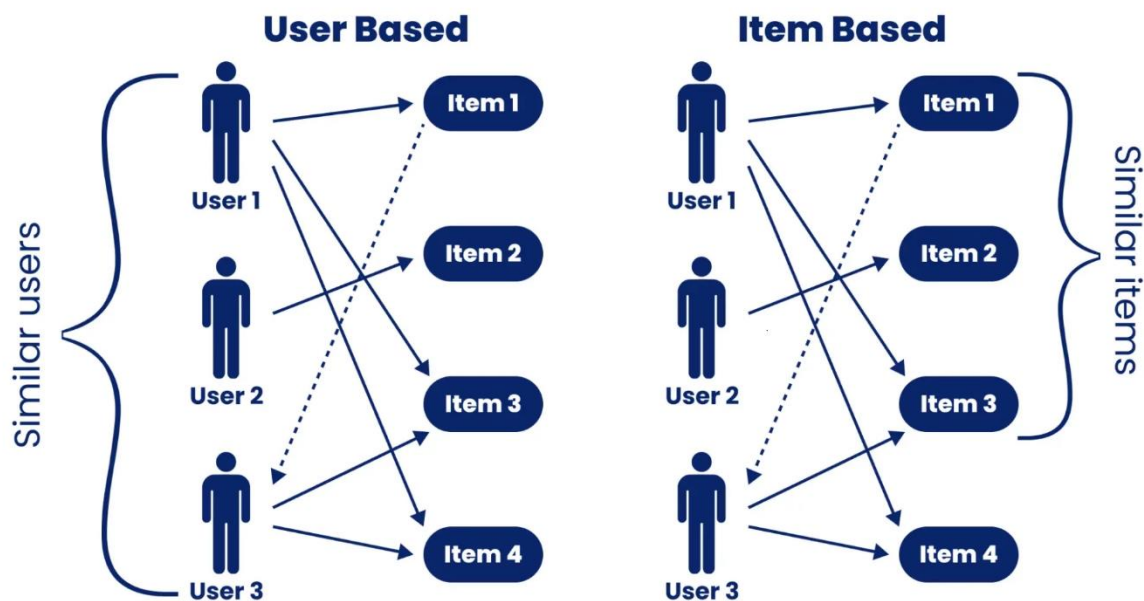 User Based
Item Based
Similar users
User 1
User 2
User 3
Item 1
Item 2
Item 3
Item 4
User 1
User 2
User 3
Item 1
Item 2
Item 3
Item 4
Similar items